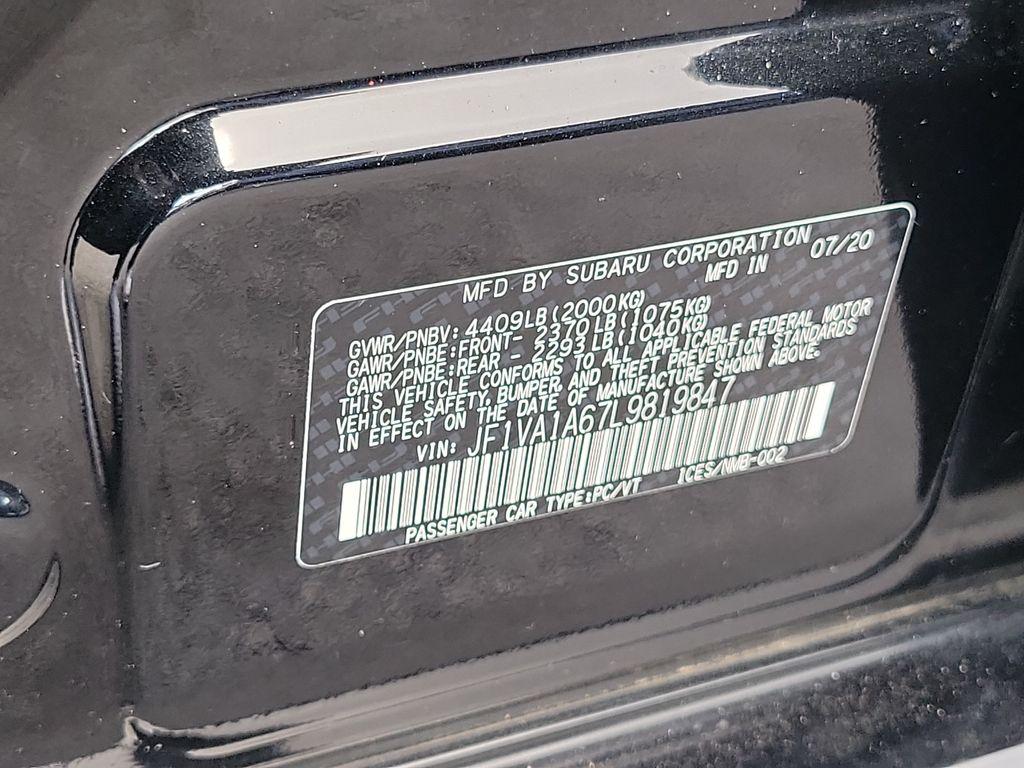 MFD BY SUBARU CORPORATION 07/20
MFD IN
GVWR/PNBV: 4409LB(2000KG)
GAWR/PNBE:FRONT- 2370LB(1075KG)
GAWR/PNBE:REAR - 2293LB(1040KG)
THIS VEHICLE CONFORMS TO ALL APPLICABLE FEDERAL MOTOR
VEHICLE SAFETY, BUMPER AND THEFT PREVENTION STANDARDS
IN EFFECT ON THE DATE OF MANUFACTURE SHOWN ABOVE.
VIN: JF1VA1A67L9819847
PASSENGER CAR TYPE:PC/VT ICES/NMB-002